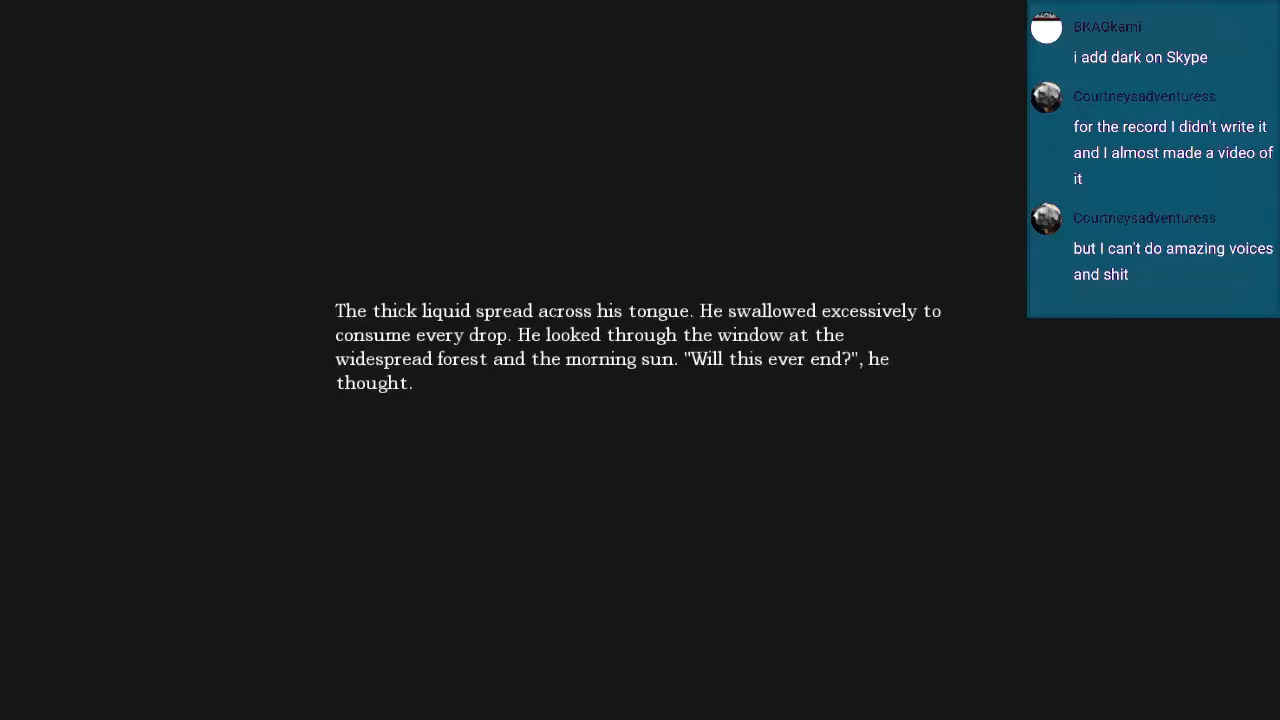 The thick liquid spread across his tongue. He swallowed excessively to
consume every drop. He looked through the window at the
widespread forest and the morning sun. "Will this ever end?", he
thought.
BKAOkami
i add dark on Skype
Courtneysadventuress
for the record I didn't write it
and I almost made a video of
it
Courtneysadventuress
but I can't do amazing voices
and shit